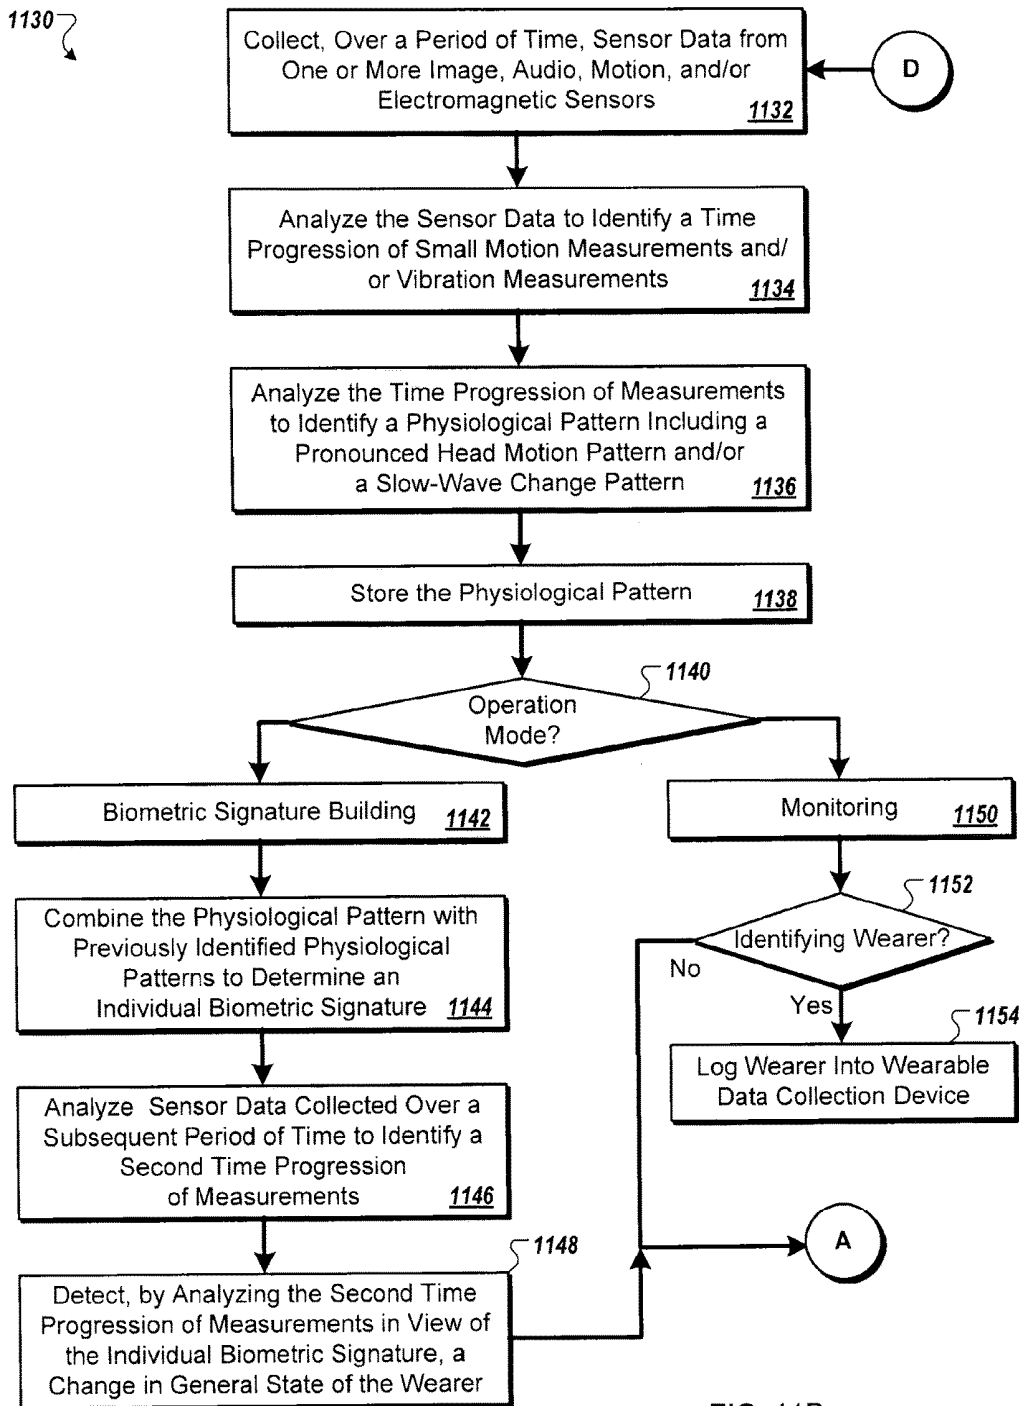 1130
Collect, Over a Period of Time, Sensor Data from
One or More Image, Audio, Motion, and/or
Electromagnetic Sensors
1132
D
Analyze the Sensor Data to Identify a Time
Progression of Small Motion Measurements and/
or Vibration Measurements
1134
Analyze the Time Progression of Measurements
to Identify a Physiological Pattern Including a
Pronounced Head Motion Pattern and/or
a Slow-Wave Change Pattern
1136
Store the Physiological Pattern
1138
1140
Operation
Mode?
Biometric Signature Building
1142
Combine the Physiological Pattern with
Previously Identified Physiological
Patterns to Determine an
Individual Biometric Signature
1144
Analyze Sensor Data Collected Over a
Subsequent Period of Time to Identify a
Second Time Progression
of Measurements
1146
1148
Detect, by Analyzing the Second Time
Progression of Measurements in View of
the Individual Biometric Signature, a
Change in General State of the Wearer
Monitoring
1150
1152
Identifying Wearer?
No
Yes
1154
Log Wearer Into Wearable
Data Collection Device
A